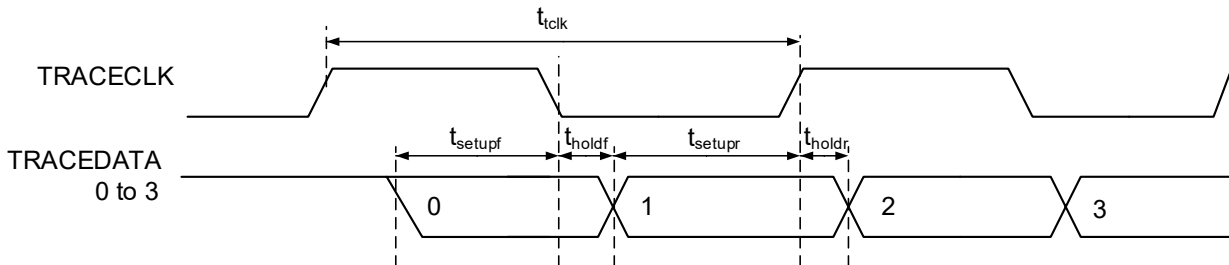 t_tclk
TRACECLK
t_setupf t_holdf t_setupr t_holdr
TRACEDATA
0 to 3
0 1 2 3